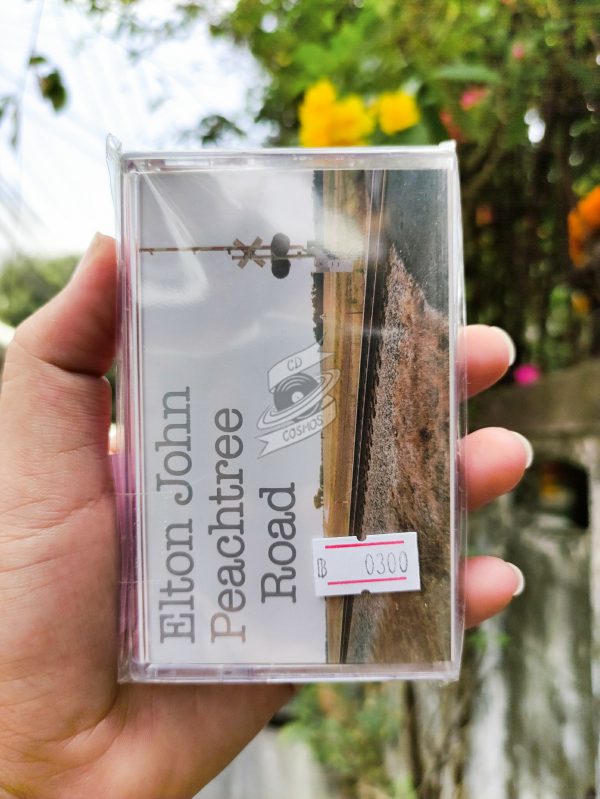 Elton John
Peachtree
Road
CD
COSMOS
B 0300